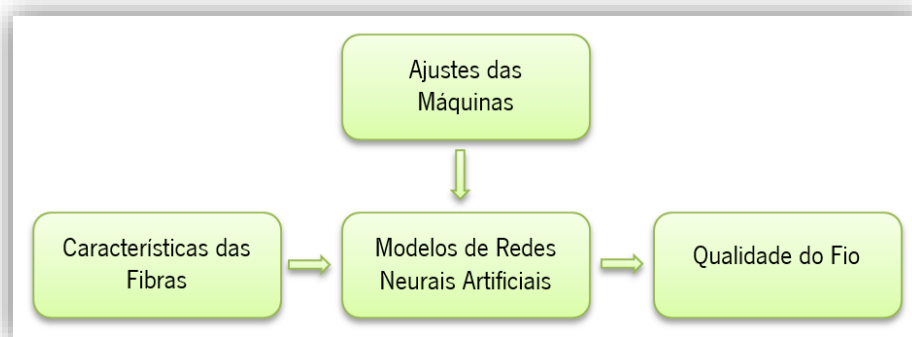 Ajustes das
Máquinas
Características das
Fibras
Modelos de Redes
Neurais Artificiais
Qualidade do Fio